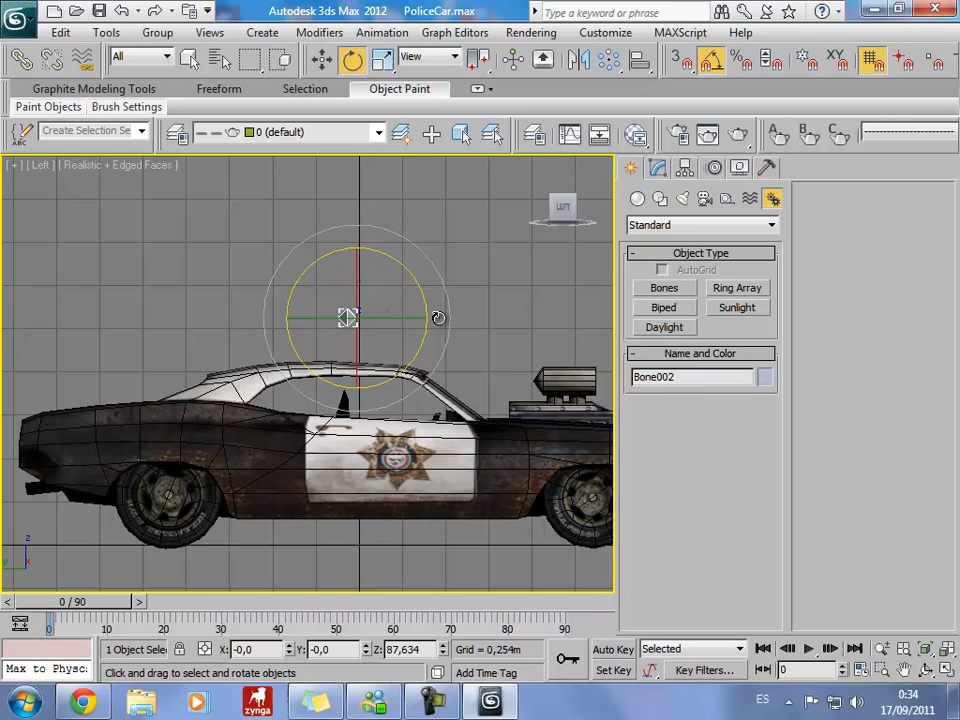 Autodesk 3ds Max 2012 PoliceCar.max
Type a keyword or phrase
Edit Tools Group Views Create Modifiers Animation Graph Editors Rendering Customize MAXScript Help
All View 3 % XY
Graphite Modeling Tools Freeform Selection Object Paint
Paint Objects Brush Settings
ABC Create Selection Se 0 (default) A B C
[ + ] [ Left ] [ Realistic + Edged Faces ]
LEFT
Standard
- Object Type
AutoGrid
Bones Ring Array
Biped Sunlight
Daylight
- Name and Color
Bone002
z
y x
< 0 / 90 >
0 10 20 30 40 50 60 70 80 90
1 Object Selec X: -0,0 Y: -0,0 Z: 87,634 Grid = 0,254m Auto Key Selected
Max to Physc Click and drag to select and rotate objects Add Time Tag Set Key Key Filters... 0
zynga ES 0:34
17/09/2011